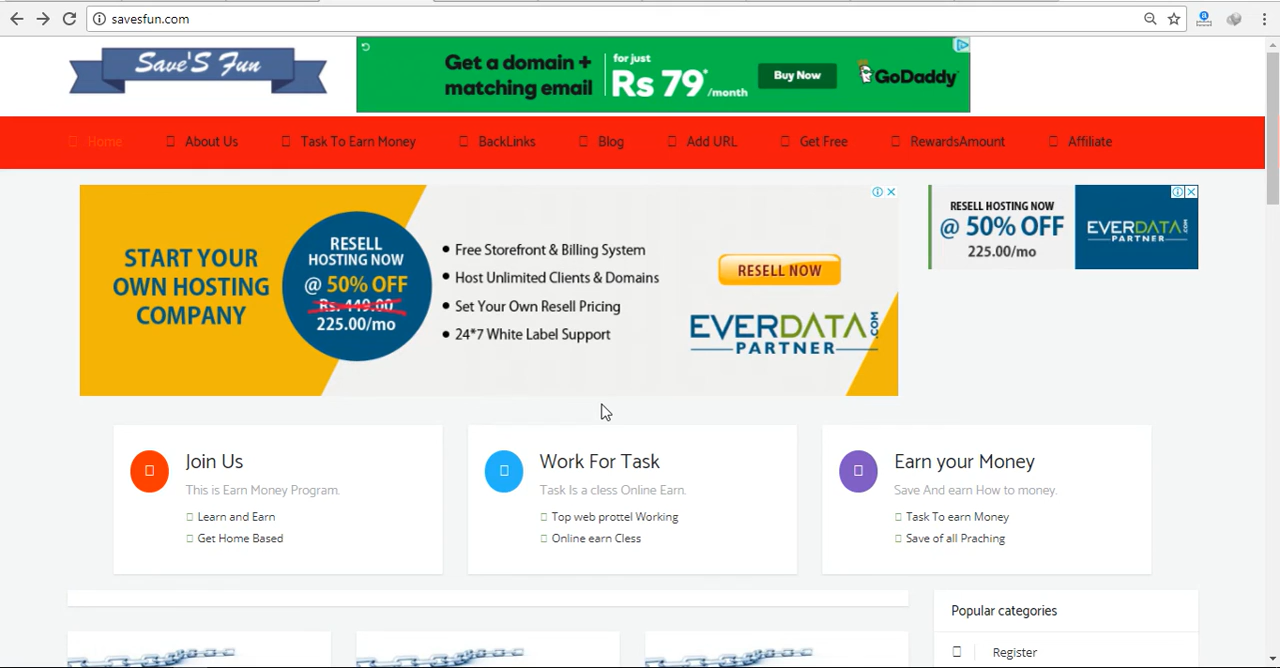 savesfun.com
Save'S Fun
Get a domain +
matching email
for just
Rs 79*
/month
Buy Now
GoDaddy
Home
About Us
Task To Earn Money
BackLinks
Blog
Add URL
Get Free
RewardsAmount
Affiliate
START YOUR
OWN HOSTING
COMPANY
RESELL
HOSTING NOW
@ 50% OFF
Rs. 449.00
225.00/mo
• Free Storefront & Billing System
• Host Unlimited Clients & Domains
• Set Your Own Resell Pricing
• 24*7 White Label Support
RESELL NOW
EVERDATA.COM
PARTNER
RESELL HOSTING NOW
@ 50% OFF
225.00/mo
EVERDATA.COM
PARTNER
Join Us
This is Earn Money Program.
Learn and Earn
Get Home Based
Work For Task
Task Is a cless Online Earn.
Top web prottel Working
Online earn Cless
Earn your Money
Save And earn How to money.
Task To earn Money
Save of all Praching
Popular categories
Register